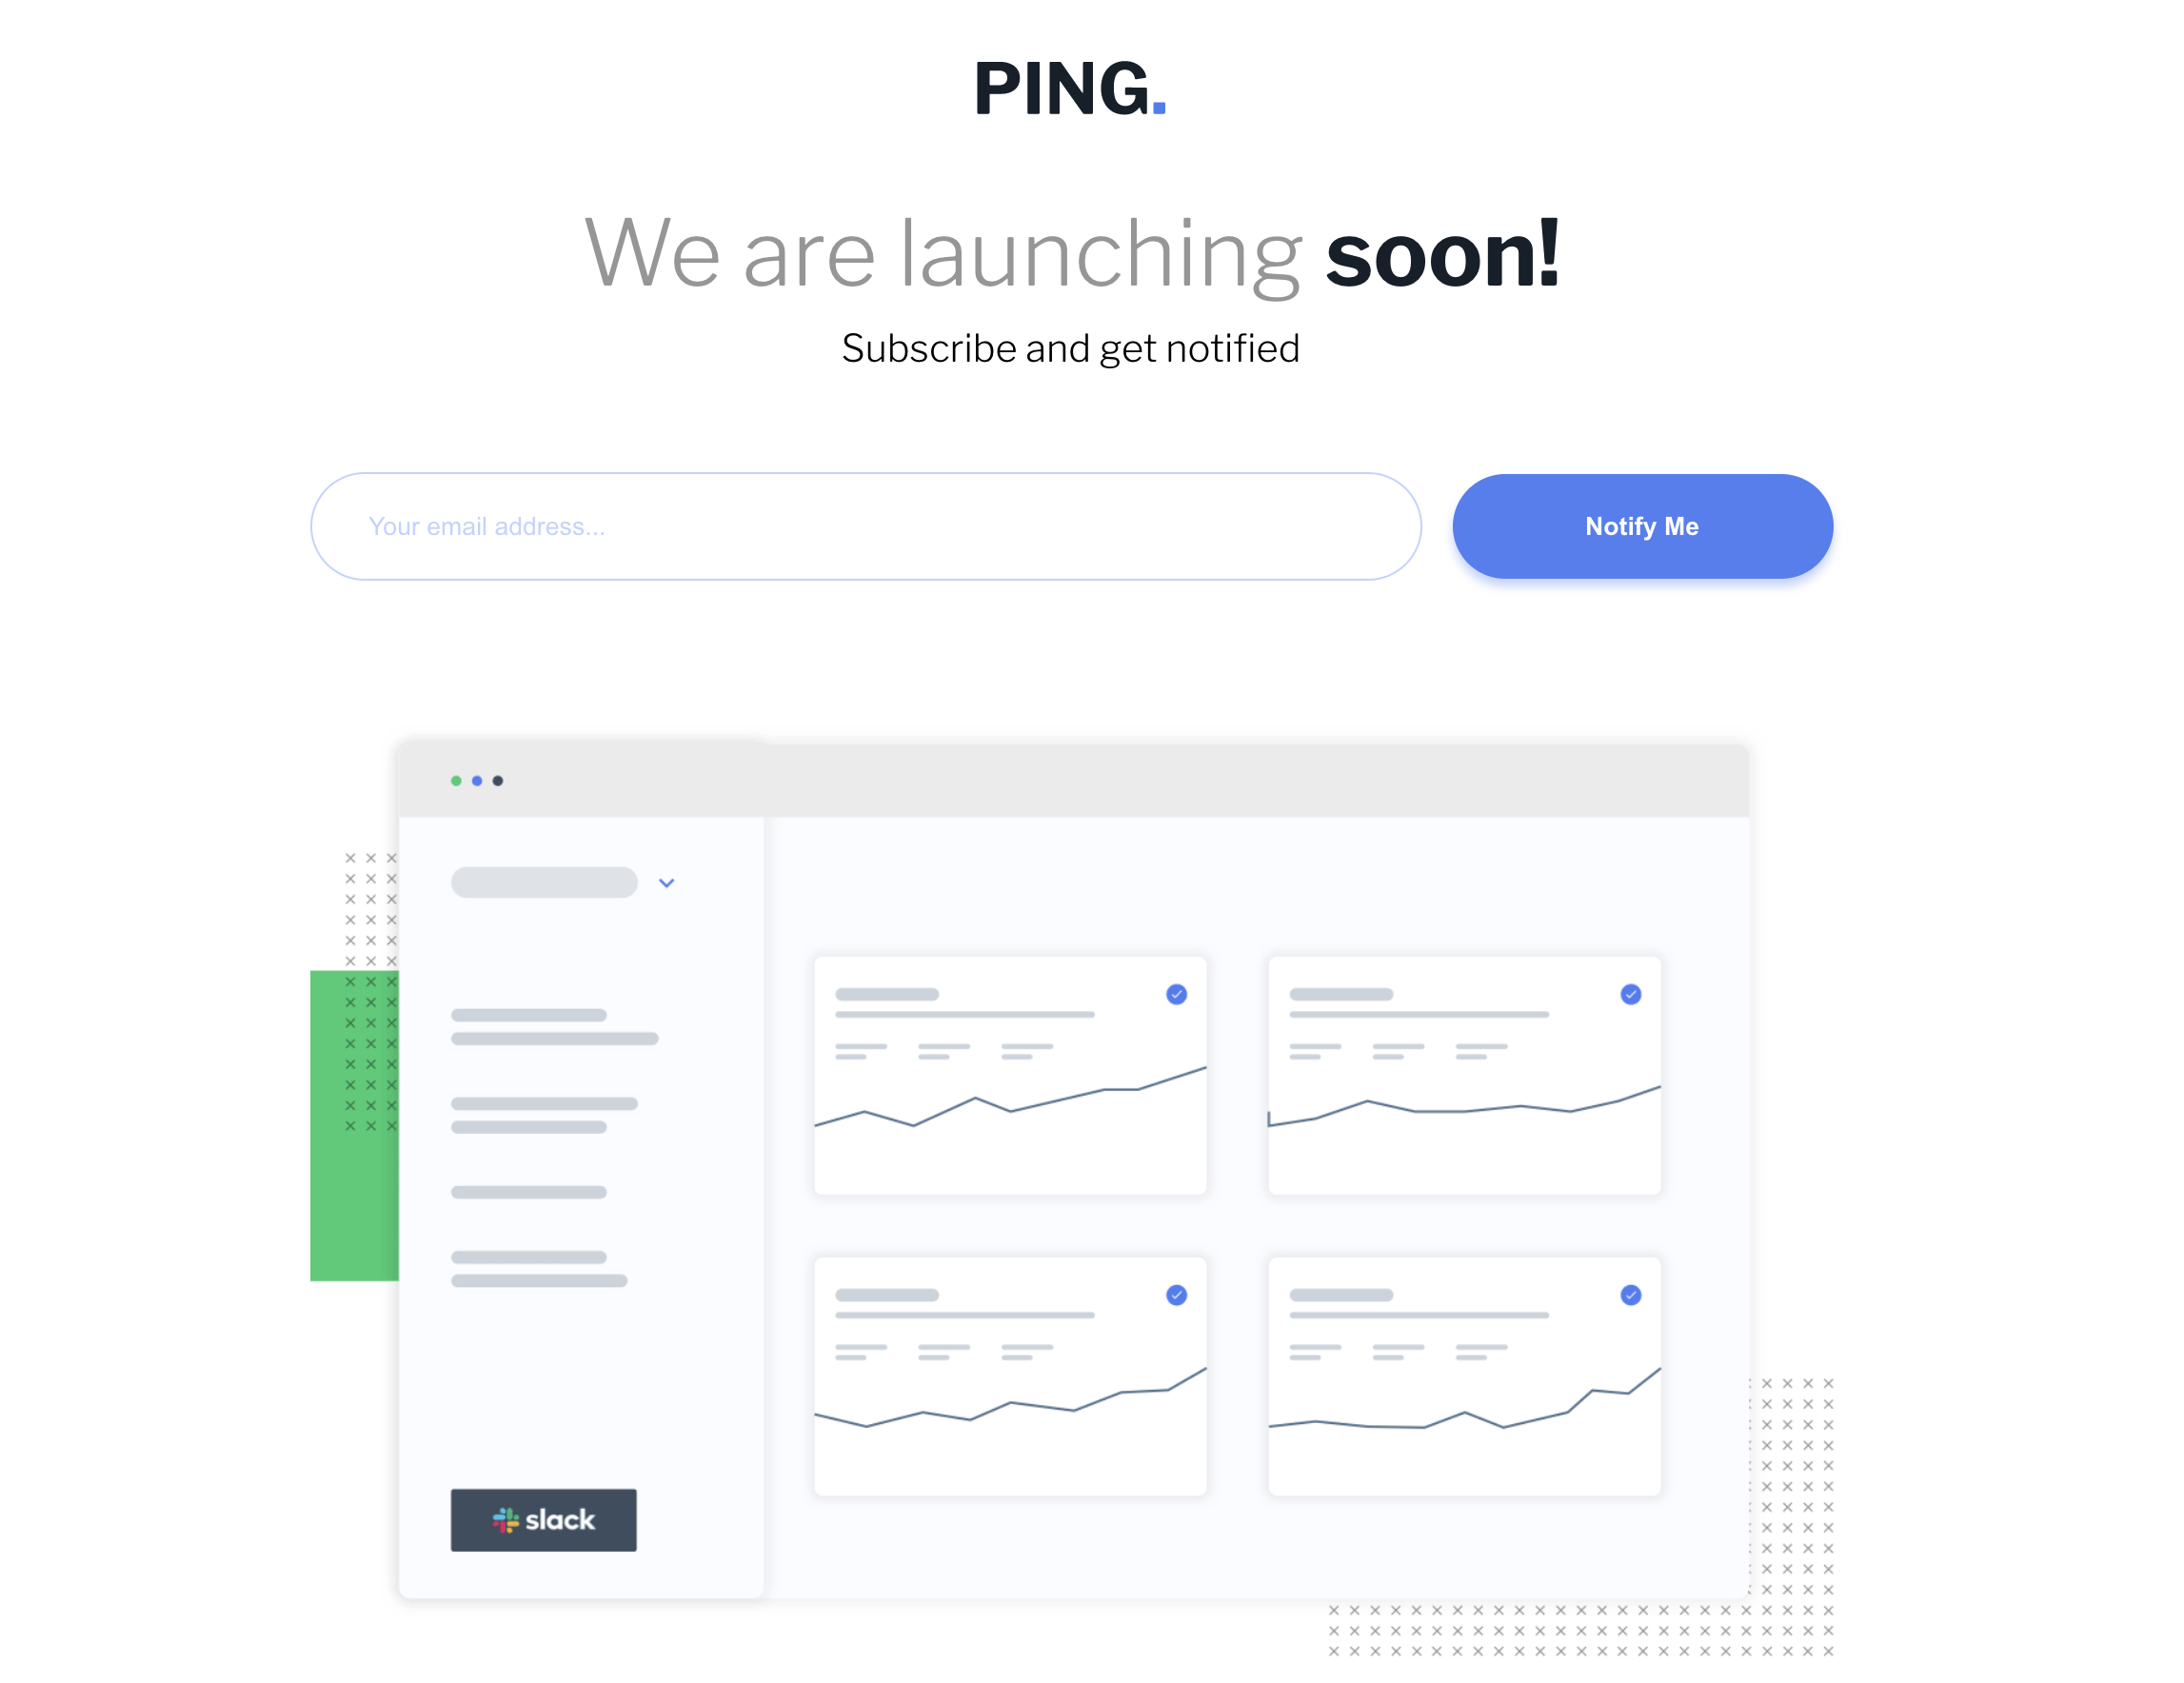 PING.
We are launching soon!
Subscribe and get notified
Your email address...
Notify Me
slack